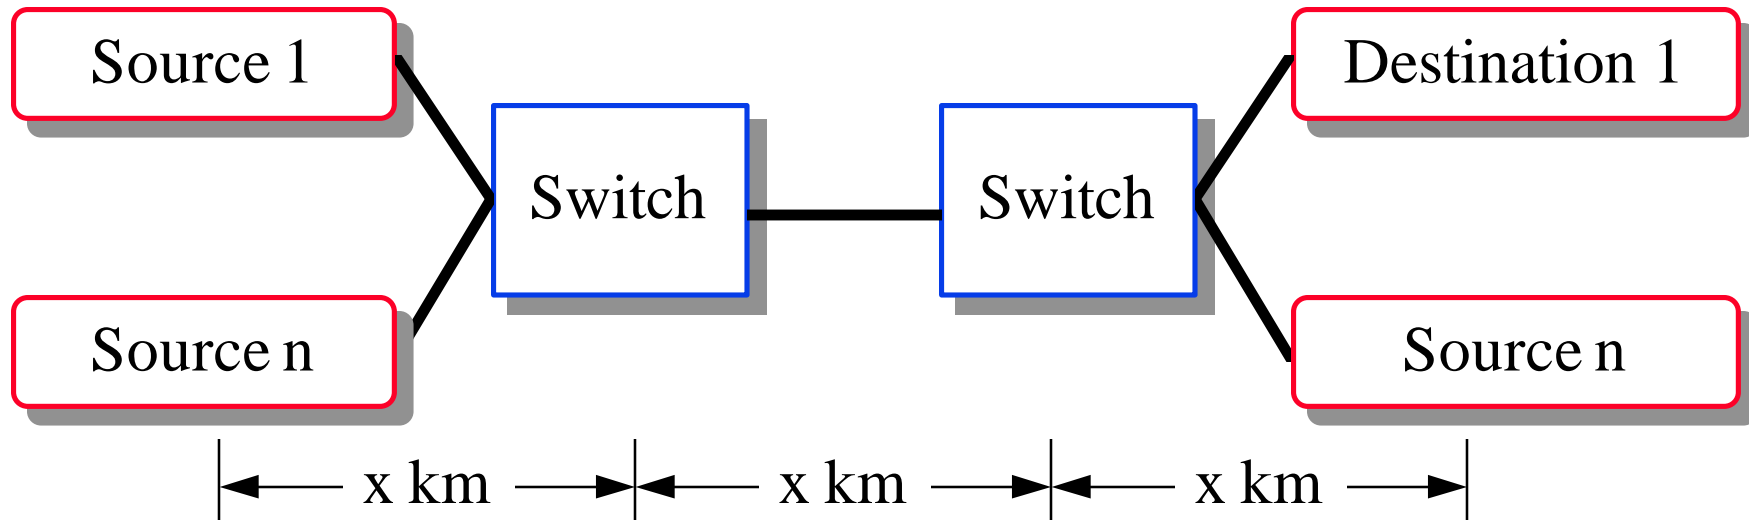 Source 1
Destination 1
Switch
Switch
Source n
Source n
x km
x km
x km